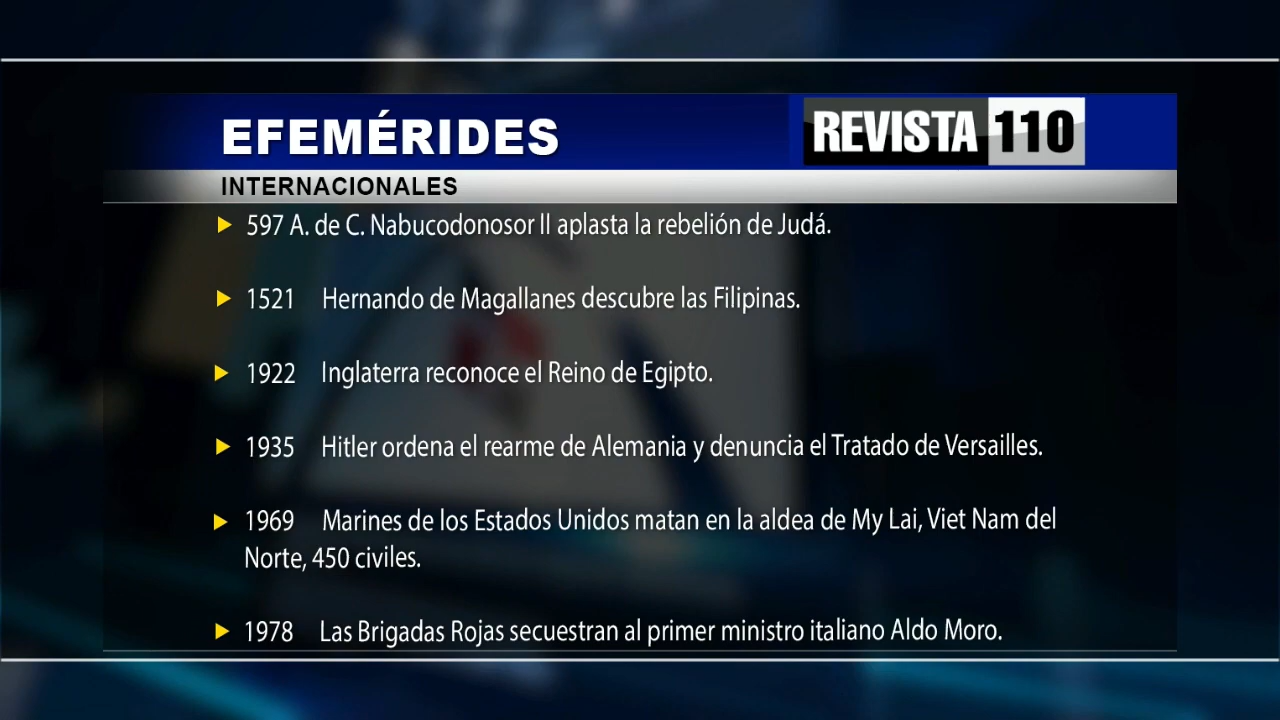 EFEMÉRIDES
REVISTA 110
INTERNACIONALES
597 A. de C. Nabucodonosor II aplasta la rebelión de Judá.
1521 Hernando de Magallanes descubre las Filipinas.
1922 Inglaterra reconoce el Reino de Egipto.
1935 Hitler ordena el rearme de Alemania y denuncia el Tratado de Versailles.
1969 Marines de los Estados Unidos matan en la aldea de My Lai, Viet Nam del
Norte, 450 civiles.
1978 Las Brigadas Rojas secuestran al primer ministro italiano Aldo Moro.